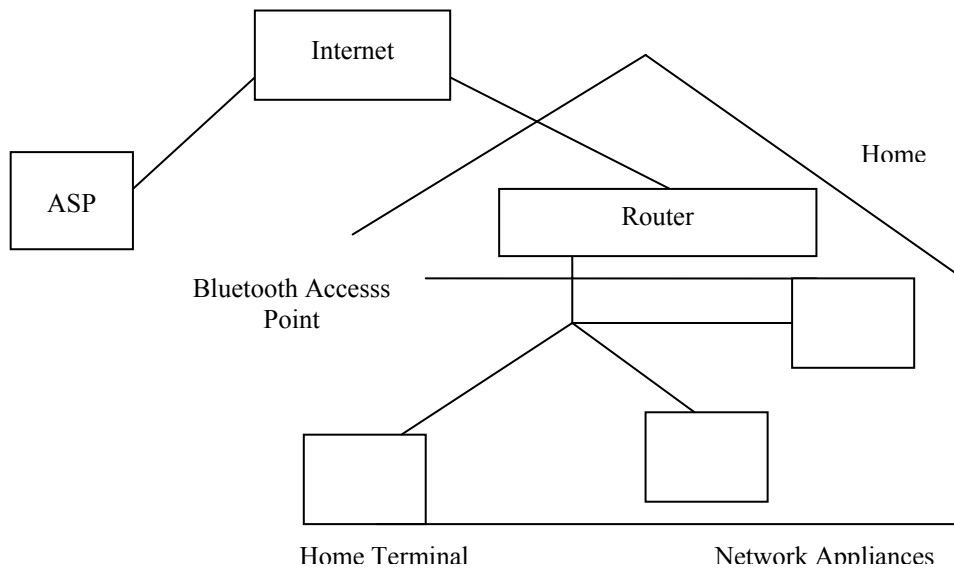 Internet
Home
ASP
Router
Bluetooth Accesss
Point
Home Terminal
Network Appliances